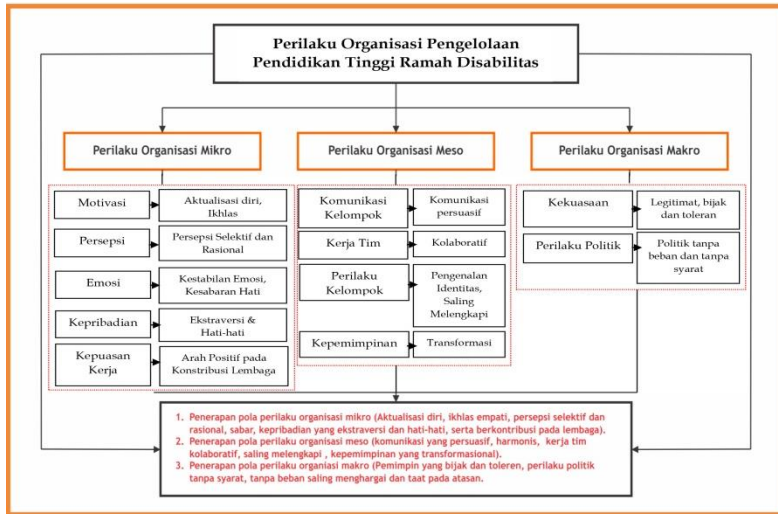 Perilaku Organisasi Pengelolaan
Pendidikan Tinggi Ramah Disabilitas
Perilaku Organisasi Mikro
Perilaku Organisasi Meso
Perilaku Organisasi Makro
Motivasi
Aktualisasi diri,
Ikhlas
Persepsi
Persepsi Selektif dan
Rasional
Emosi
Kestabilan Emosi,
Kesabaran Hati
Kepribadian
Ekstraversi &
Hati-hati
Kepuasan
Kerja
Arah Positif pada
Konstribusi Lembaga
Komunikasi
Kelompok
Komunikasi
persuasif
Kerja Tim
Kolaboratif
Perilaku
Kelompok
Pengenalan
Identitas,
Saling
Melengkapi
Kepemimpinan
Transformasi
Kekuasaan
Legitimat, bijak
dan toleran
Perilaku Politik
Politik tanpa
beban dan tanpa
syarat
1. Penerapan pola perilaku organisasi mikro (Aktualisasi diri, ikhlas empati, persepsi selektif dan
rasional, sabar, kepribadian yang ekstraversi dan hati-hati, serta berkontribusi pada lembaga).
2. Penerapan pola perilaku organisasi meso (komunikasi yang persuasif, harmonis, kerja tim
kolaboratif, saling melengkapi , kepemimpinan yang transformasional).
3. Penerapan pola perilaku organiasi makro (Pemimpin yang bijak dan toleren, perilaku politik
tanpa syarat, tanpa beban saling menghargai dan taat pada atasan.